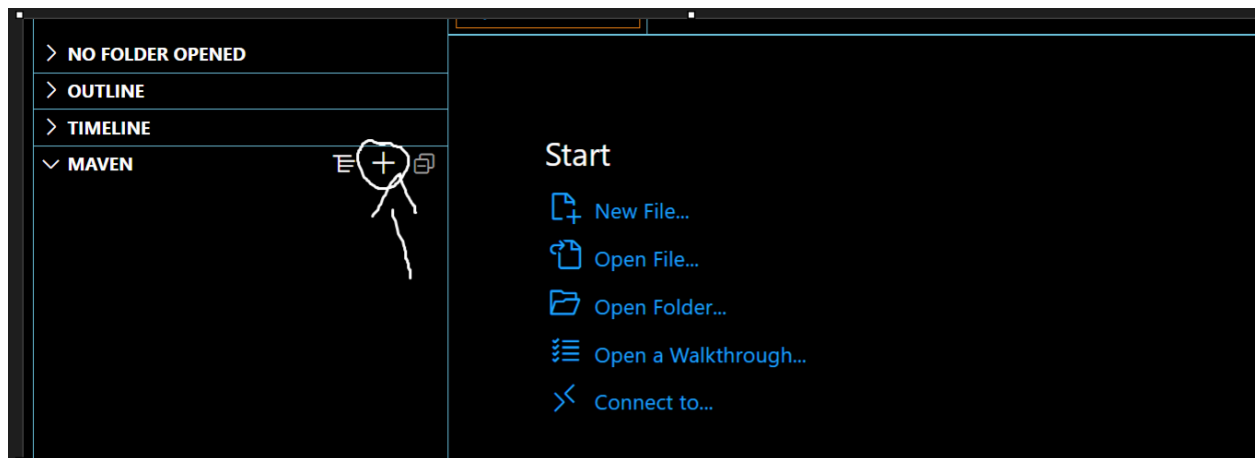 NO FOLDER OPENED
OUTLINE
TIMELINE
MAVEN
Start
New File...
Open File...
Open Folder...
Open a Walkthrough...
Connect to...